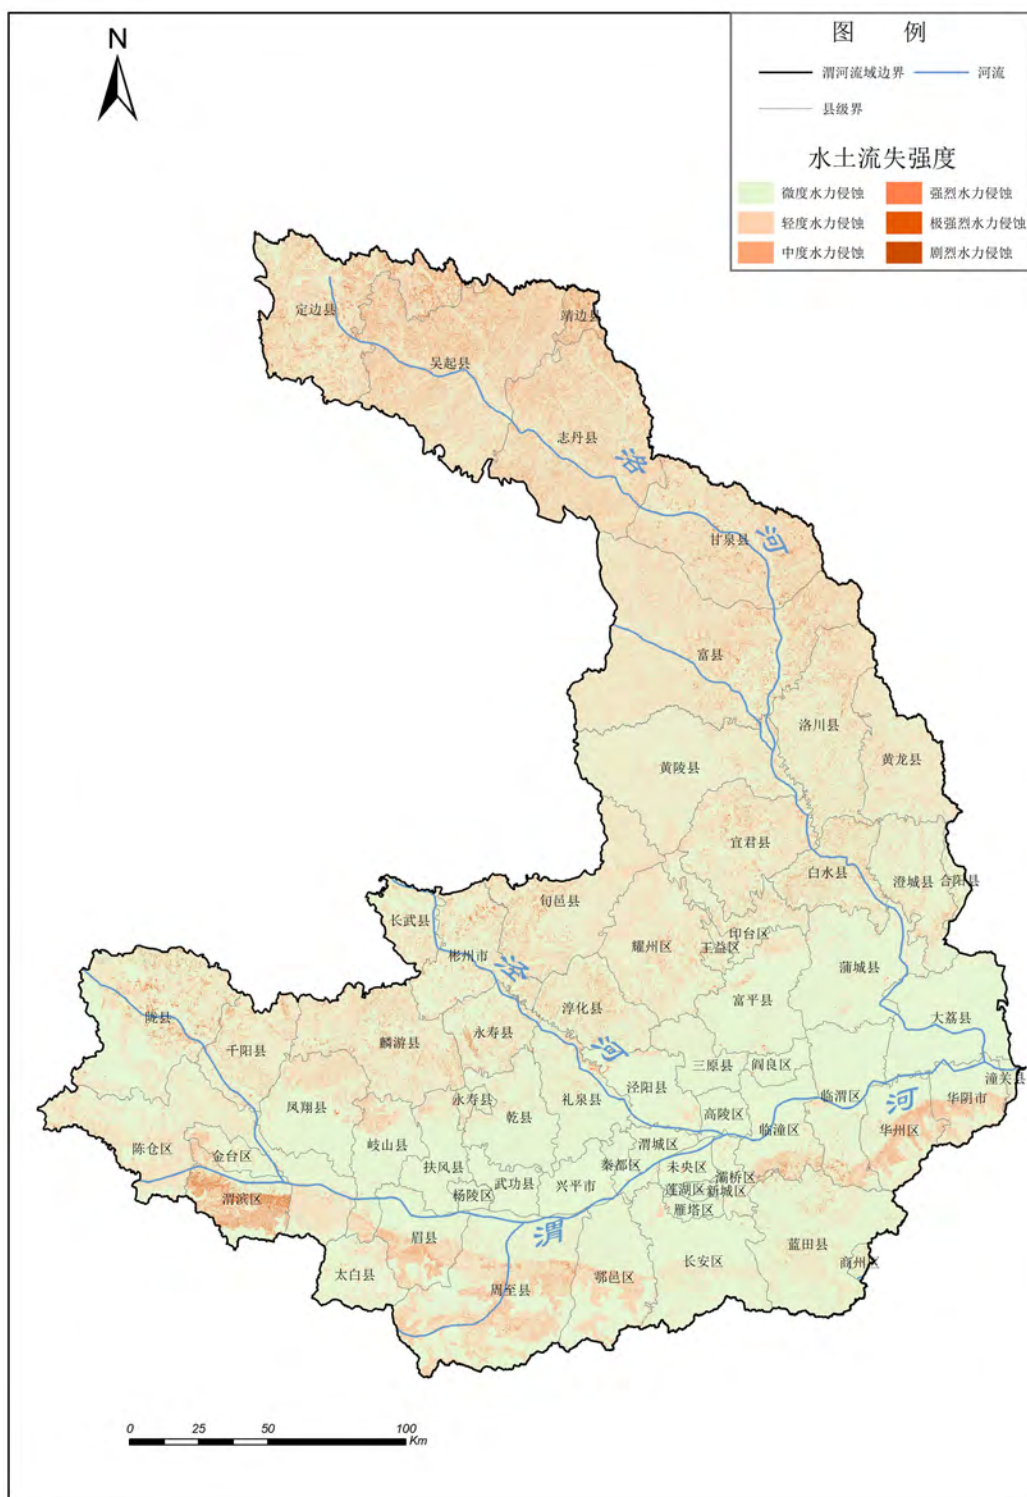 N
图 例
渭河流域边界 河流
县级界
水土流失强度
微度水力侵蚀 强烈水力侵蚀
轻度水力侵蚀 极强烈水力侵蚀
中度水力侵蚀 剧烈水力侵蚀
定边县
靖边县
吴起县
志丹县
洛
河
甘泉县
富县
洛川县
黄龙县
黄陵县
宜君县
白水县
澄城县
合阳县
长武县
旬邑县
彬州市
泾
河
耀州区
印台区
王益区
蒲城县
淳化县
富平县
大荔县
陇县
千阳县
麟游县
永寿县
三原县
阎良区
潼关县
泾阳县
临渭区
河
华阴市
凤翔县
永寿县
乾县
礼泉县
高陵区
临潼区
华州区
岐山县
陈仓区
金台区
扶风县
渭城区
秦都区
未央区
灞桥区
武功县
兴平市
杨陵区
莲湖区
新城区
雁塔区
渭滨区
渭
眉县
蓝田县
长安区
商州区
太白县
周至县
鄠邑区
0 25 50 100
Km